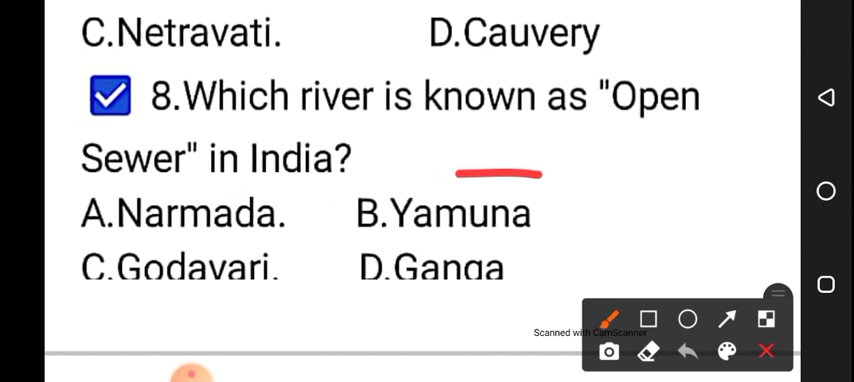 C.Netravati. D.Cauvery
8.Which river is known as "Open
Sewer" in India?
A.Narmada. B.Yamuna
C.Godavari. D.Ganga
Scanned with CamScanner